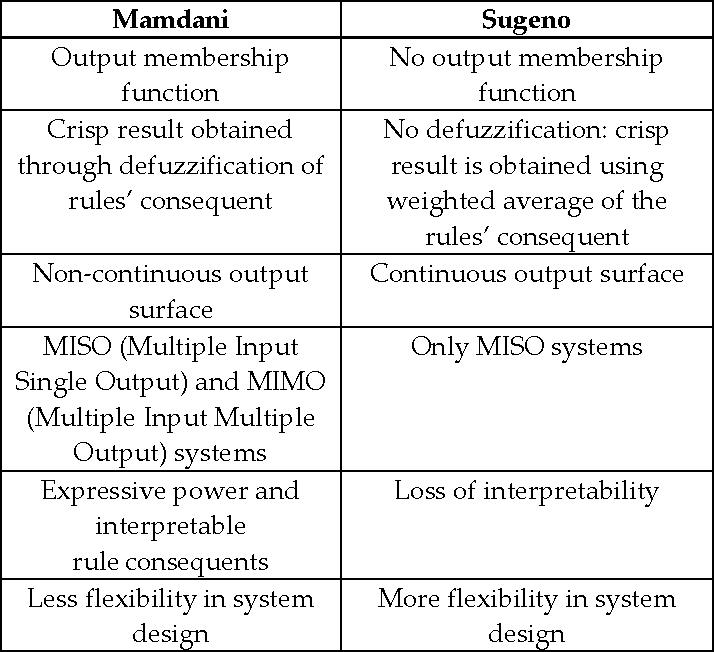 Mamdani
Sugeno
Output membership
function
No output membership
function
Crisp result obtained
through defuzzification of
rules’ consequent
No defuzzification: crisp
result is obtained using
weighted average of the
rules’ consequent
Non-continuous output
surface
Continuous output surface
MISO (Multiple Input
Single Output) and MIMO
(Multiple Input Multiple
Output) systems
Only MISO systems
Expressive power and
interpretable
rule consequents
Loss of interpretability
Less flexibility in system
design
More flexibility in system
design